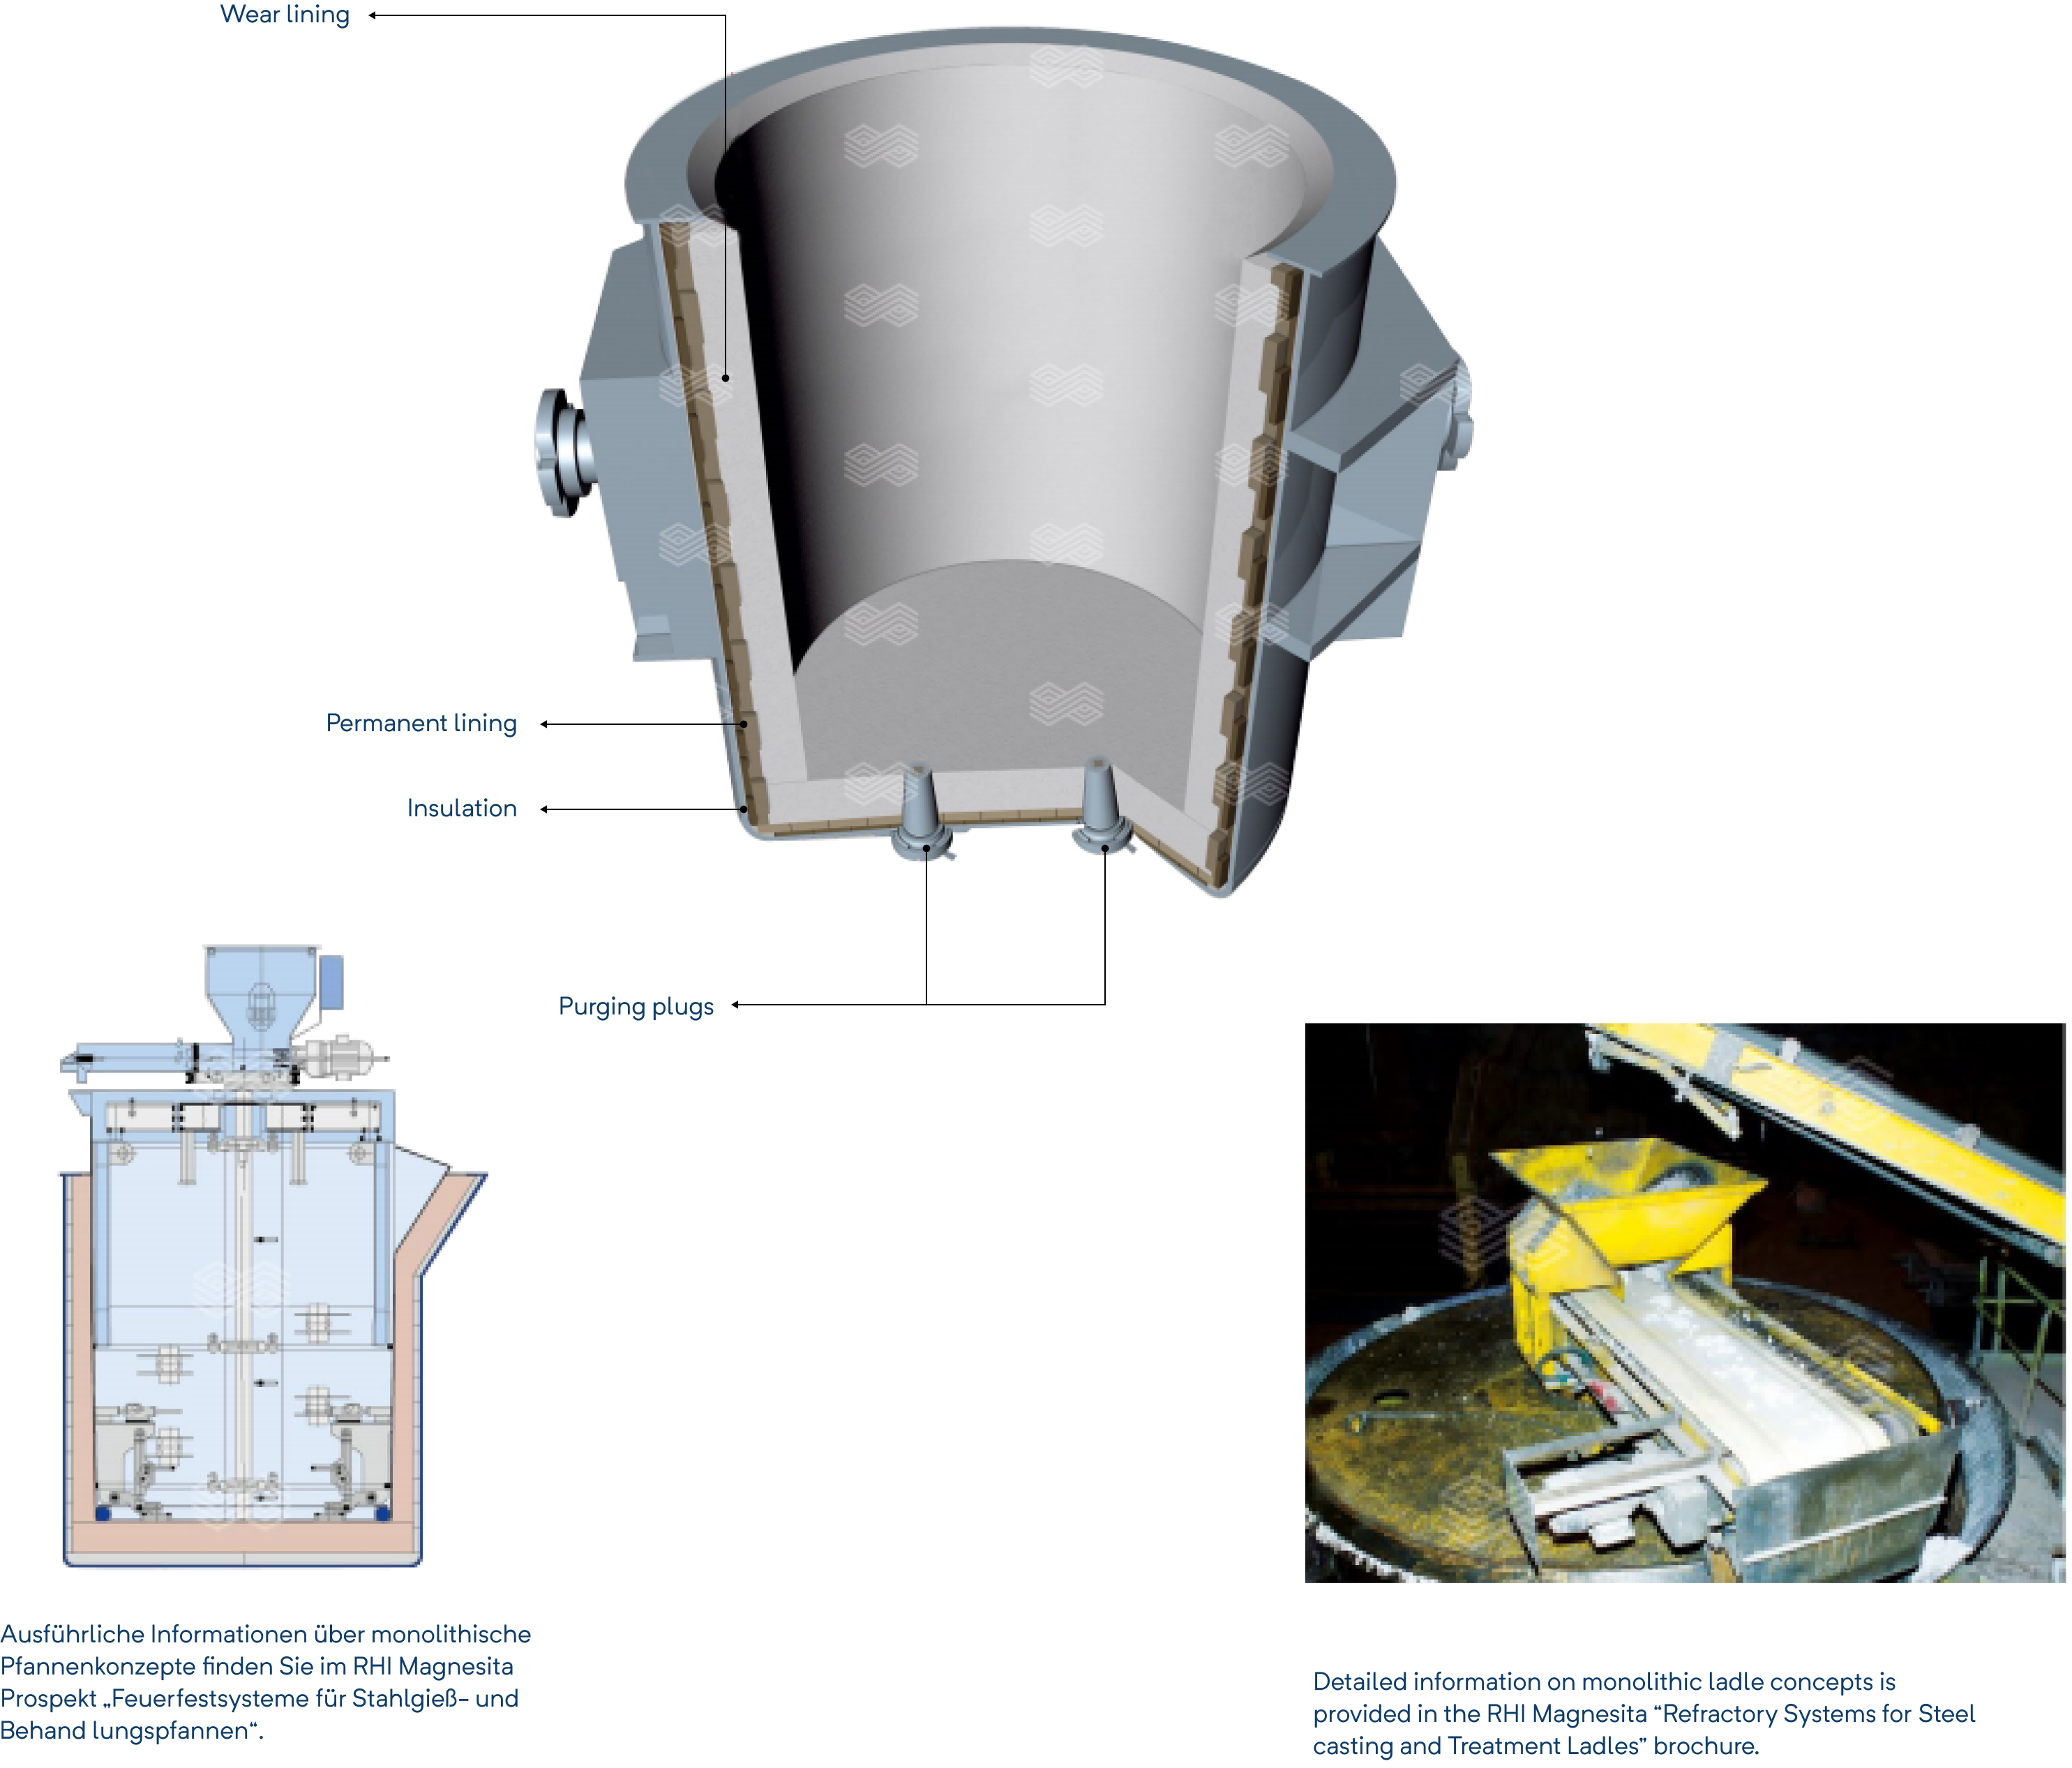 Wear lining
Permanent lining
Insulation
Purging plugs
Ausführliche Informationen über monolithische
Pfannenkonzepte finden Sie im RHI Magnesita
Prospekt „Feuerfestsysteme für Stahlgieß- und
Behand lungspfannen“.
Detailed information on monolithic ladle concepts is
provided in the RHI Magnesita “Refractory Systems for Steel
casting and Treatment Ladles” brochure.